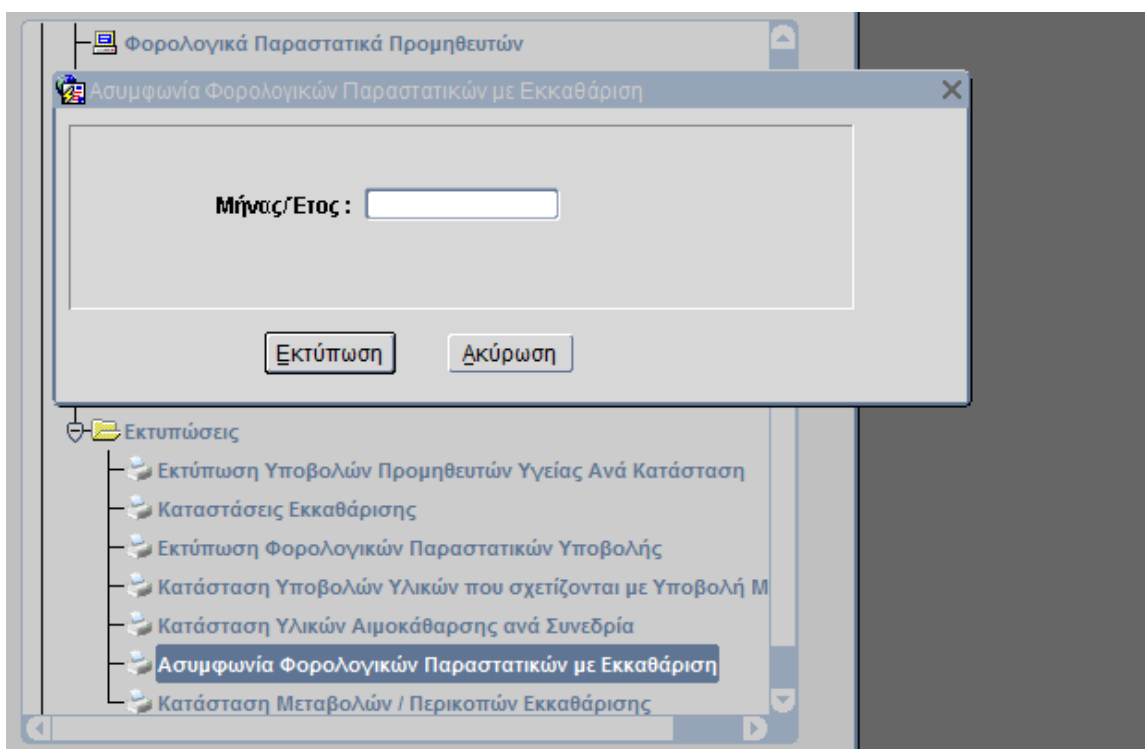 Φορολογικά Παραστατικά Προμηθευτών
Ασυμφωνία Φορολογικών Παραστατικών με Εκκαθάριση
Μήνας/Έτος :
Εκτύπωση
Ακύρωση
Εκτυπώσεις
Εκτύπωση Υποβολών Προμηθευτών Υγείας Ανά Κατάσταση
Καταστάσεις Εκκαθάρισης
Εκτύπωση Φορολογικών Παραστατικών Υποβολής
Κατάσταση Υποβολών Υλικών που σχετίζονται με Υποβολή Μ
Κατάσταση Υλικών Αιμοκάθαρσης ανά Συνεδρία
Ασυμφωνία Φορολογικών Παραστατικών με Εκκαθάριση
Κατάσταση Μεταβολών / Περικοπών Εκκαθάρισης